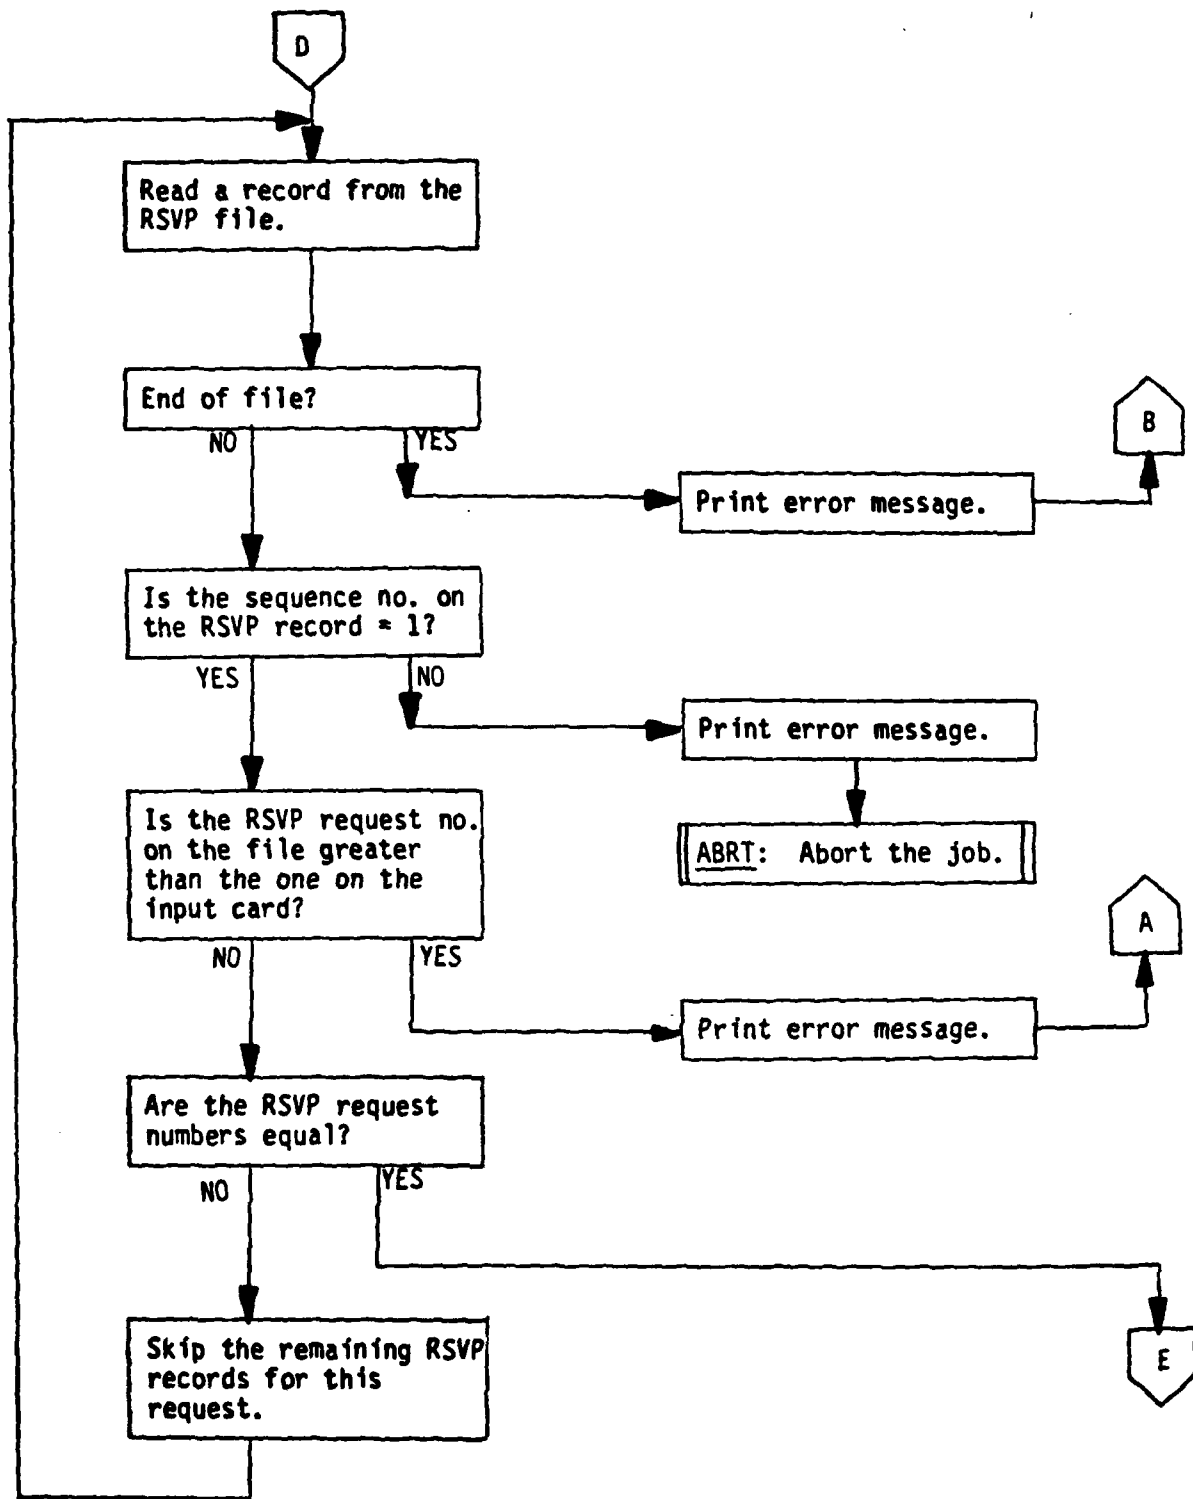 D
Read a record from the
RSVP file.
End of file?
NO
YES
B
Print error message.
Is the sequence no. on
the RSVP record = 1?
YES
NO
Print error message.
ABRT: Abort the job.
Is the RSVP request no.
on the file greater
than the one on the
input card?
NO
YES
A
Print error message.
Are the RSVP request
numbers equal?
NO
YES
E
Skip the remaining RSVP
records for this
request.